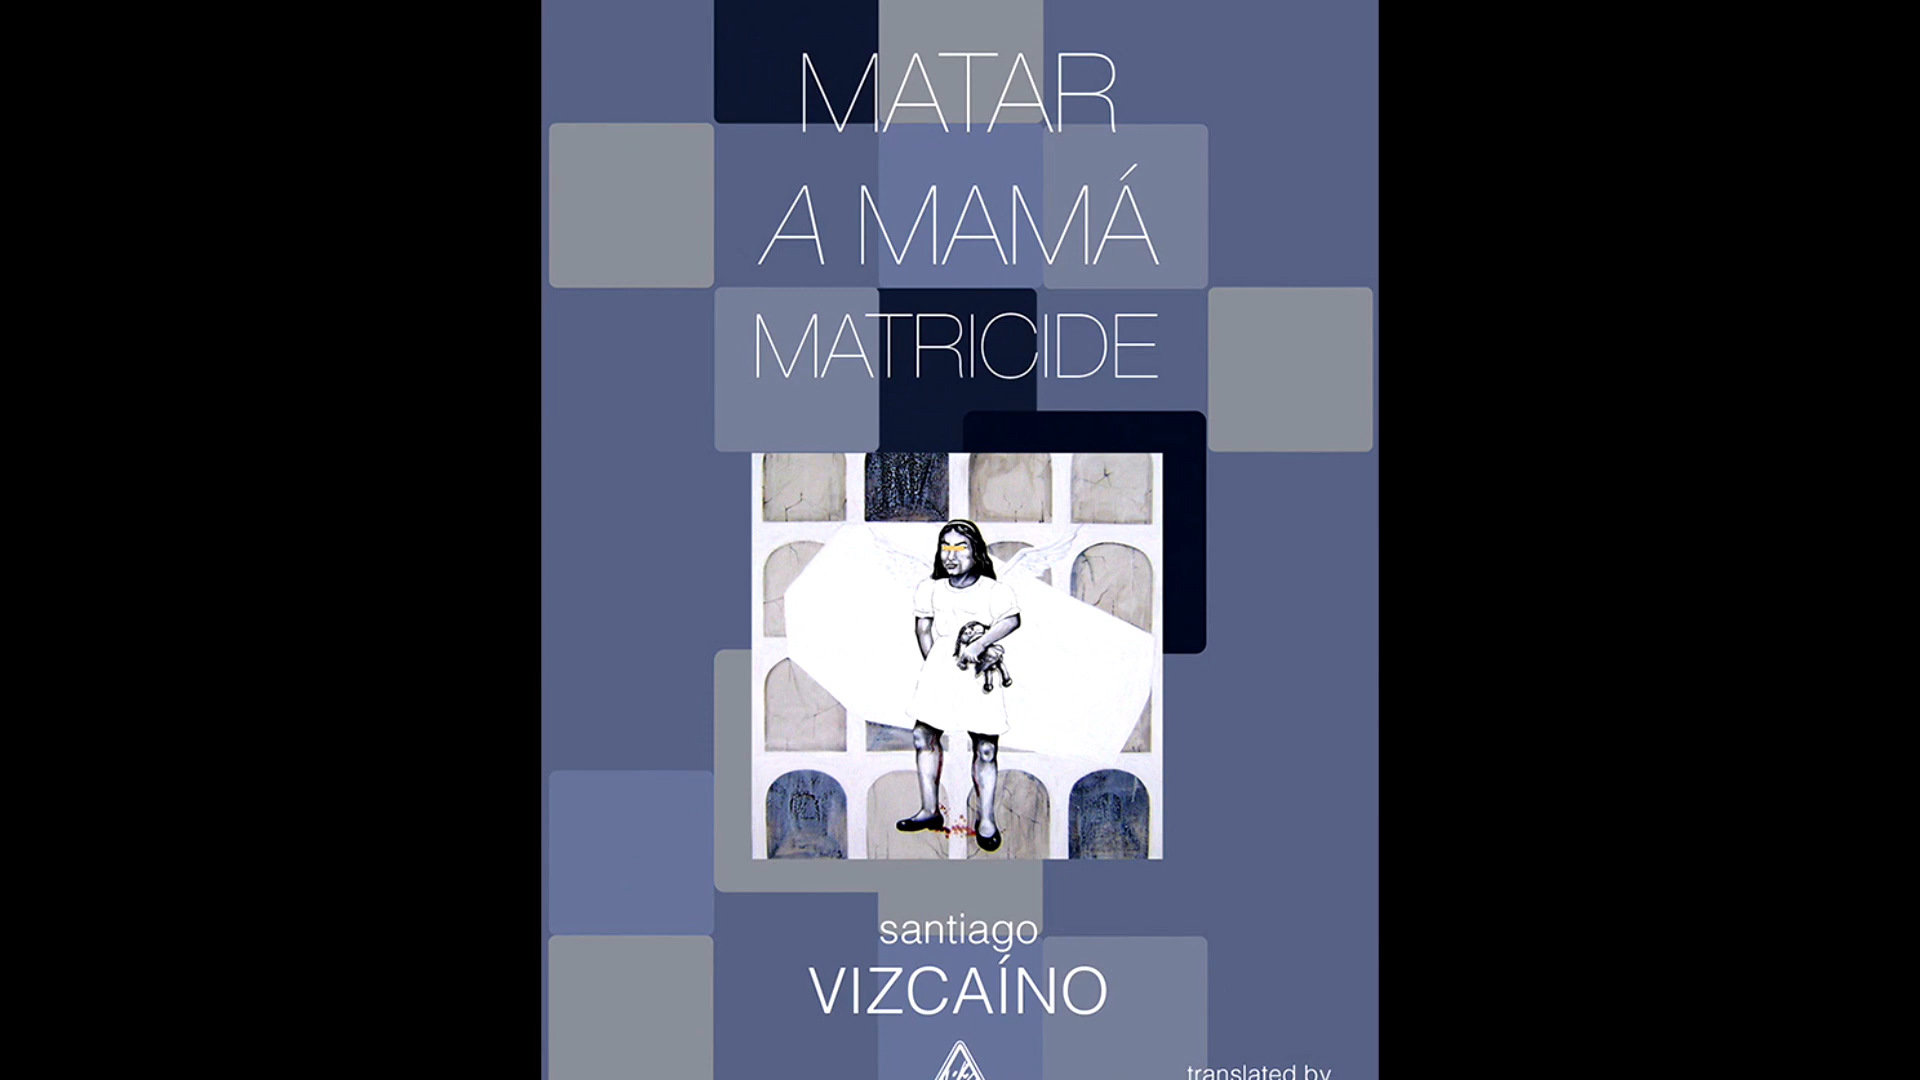 MATAR
A MAMÁ
MATRICIDE
santiago
VIZCAÍNO
translated by